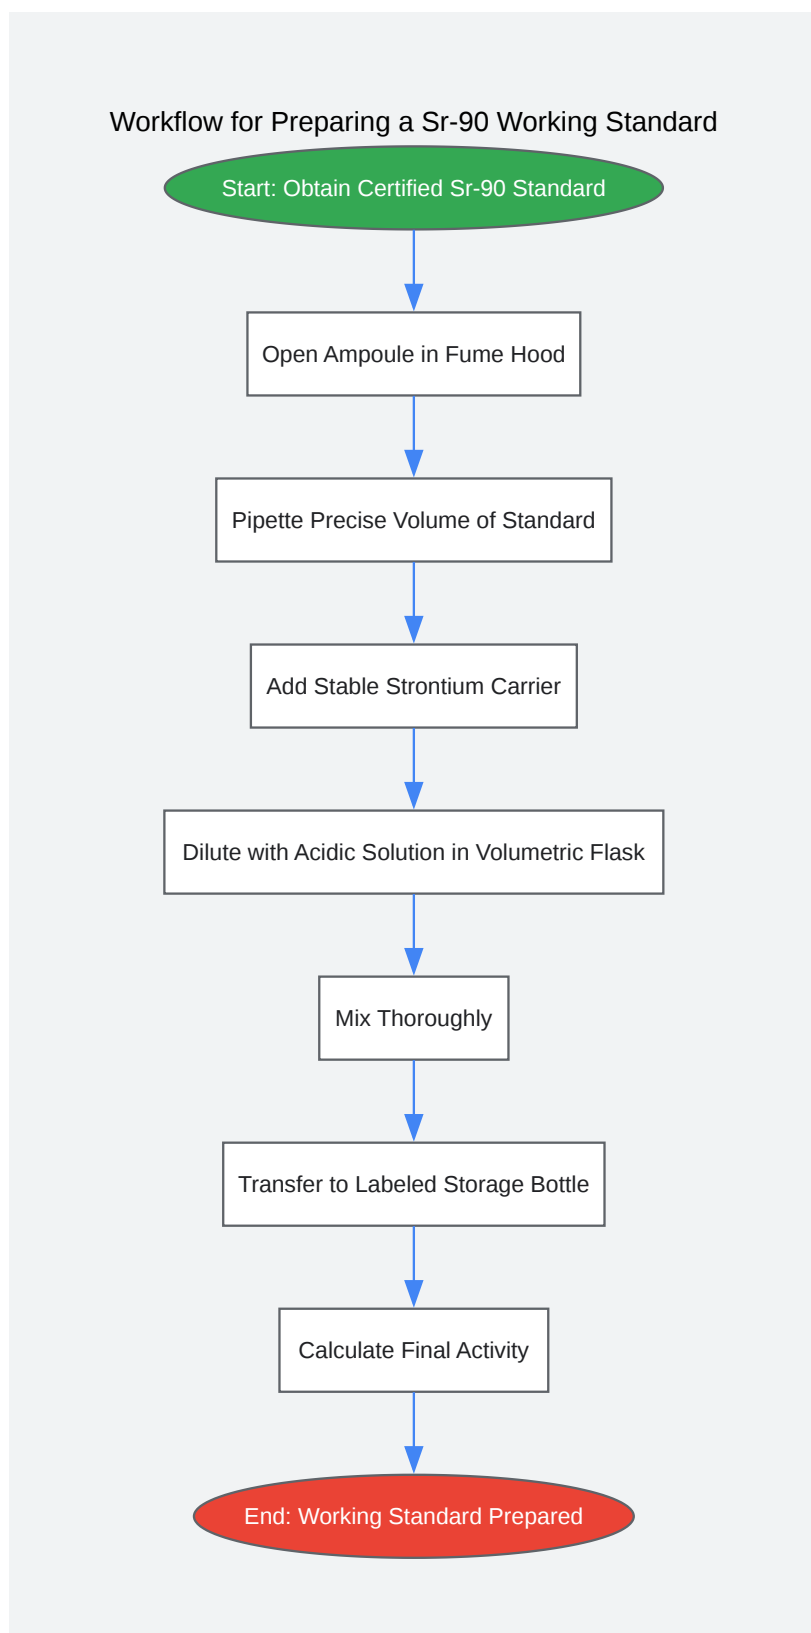 Workflow for Preparing a Sr-90 Working Standard
Start: Obtain Certified Sr-90 Standard
Open Ampoule in Fume Hood
Pipette Precise Volume of Standard
Add Stable Strontium Carrier
Dilute with Acidic Solution in Volumetric Flask
Mix Thoroughly
Transfer to Labeled Storage Bottle
Calculate Final Activity
End: Working Standard Prepared